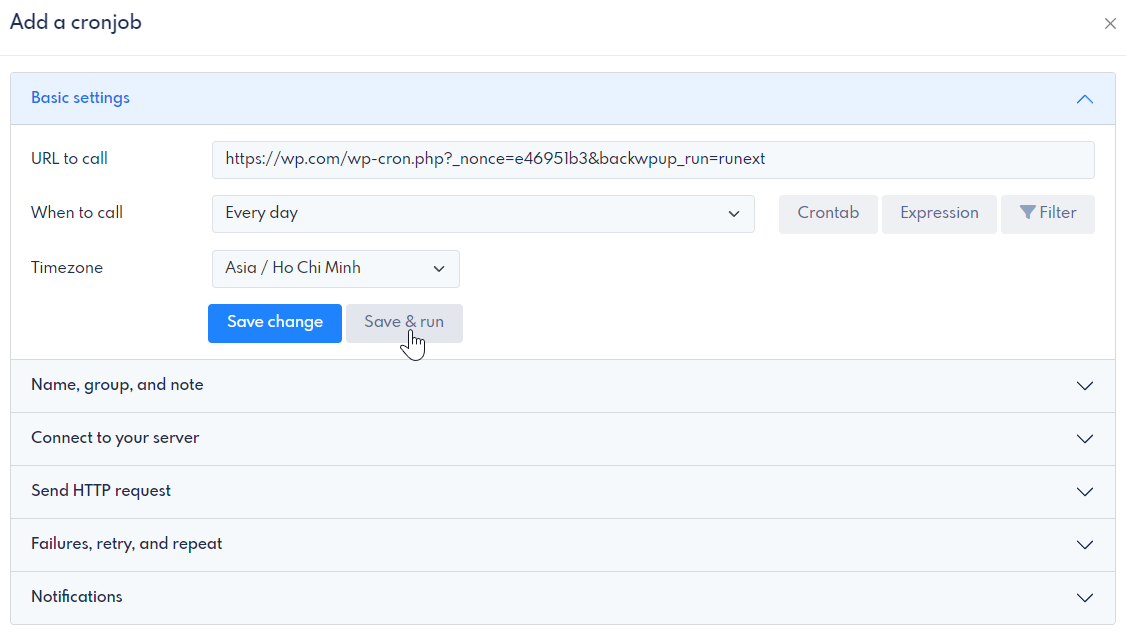 Add a cronjob
Basic settings
URL to call
https://wp.com/wp-cron.php?_nonce=e46951b3&backwpup_run=runext
When to call
Every day
Crontab
Expression
Filter
Timezone
Asia / Ho Chi Minh
Save change
Save & run
Name, group, and note
Connect to your server
Send HTTP request
Failures, retry, and repeat
Notifications